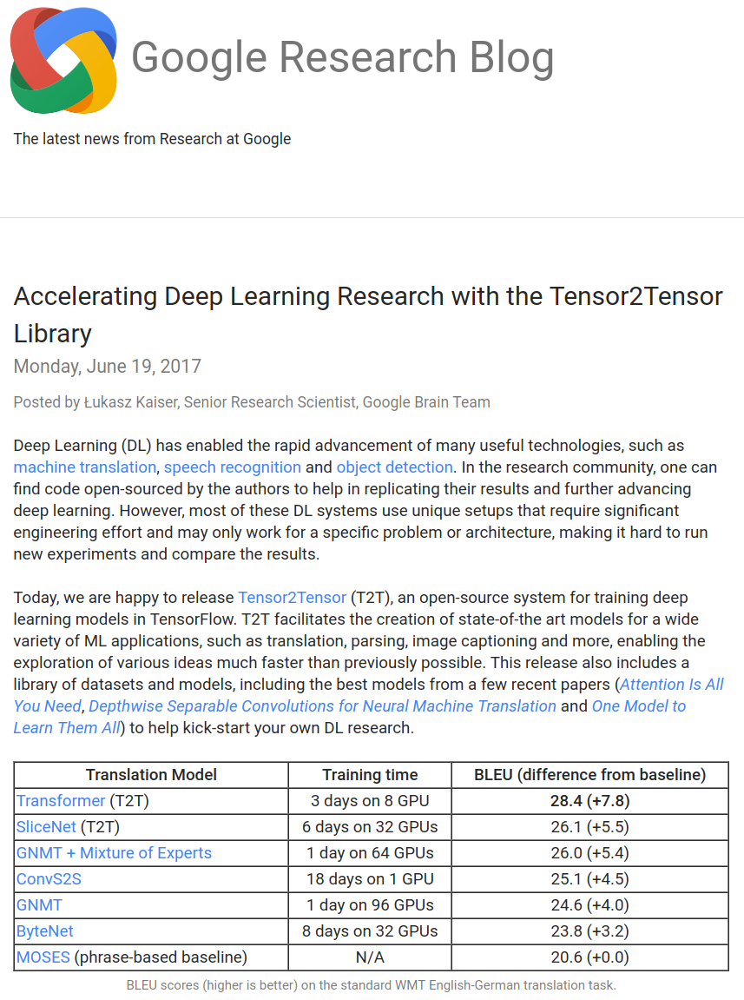 Google Research Blog
The latest news from Research at Google
Accelerating Deep Learning Research with the Tensor2Tensor
Library
Monday, June 19, 2017
Posted by Łukasz Kaiser, Senior Research Scientist, Google Brain Team
Deep Learning (DL) has enabled the rapid advancement of many useful technologies, such as
machine translation, speech recognition and object detection. In the research community, one can
find code open-sourced by the authors to help in replicating their results and further advancing
deep learning. However, most of these DL systems use unique setups that require significant
engineering effort and may only work for a specific problem or architecture, making it hard to run
new experiments and compare the results.
Today, we are happy to release Tensor2Tensor (T2T), an open-source system for training deep
learning models in TensorFlow. T2T facilitates the creation of state-of-the art models for a wide
variety of ML applications, such as translation, parsing, image captioning and more, enabling the
exploration of various ideas much faster than previously possible. This release also includes a
library of datasets and models, including the best models from a few recent papers (Attention Is All
You Need, Depthwise Separable Convolutions for Neural Machine Translation and One Model to
Learn Them All) to help kick-start your own DL research.
Translation Model Training time BLEU (difference from baseline)
Transformer (T2T) 3 days on 8 GPU 28.4 (+7.8)
SliceNet (T2T) 6 days on 32 GPUs 26.1 (+5.5)
GNMT + Mixture of Experts 1 day on 64 GPUs 26.0 (+5.4)
ConvS2S 18 days on 1 GPU 25.1 (+4.5)
GNMT 1 day on 96 GPUs 24.6 (+4.0)
ByteNet 8 days on 32 GPUs 23.8 (+3.2)
MOSES (phrase-based baseline) N/A 20.6 (+0.0)
BLEU scores (higher is better) on the standard WMT English-German translation task.